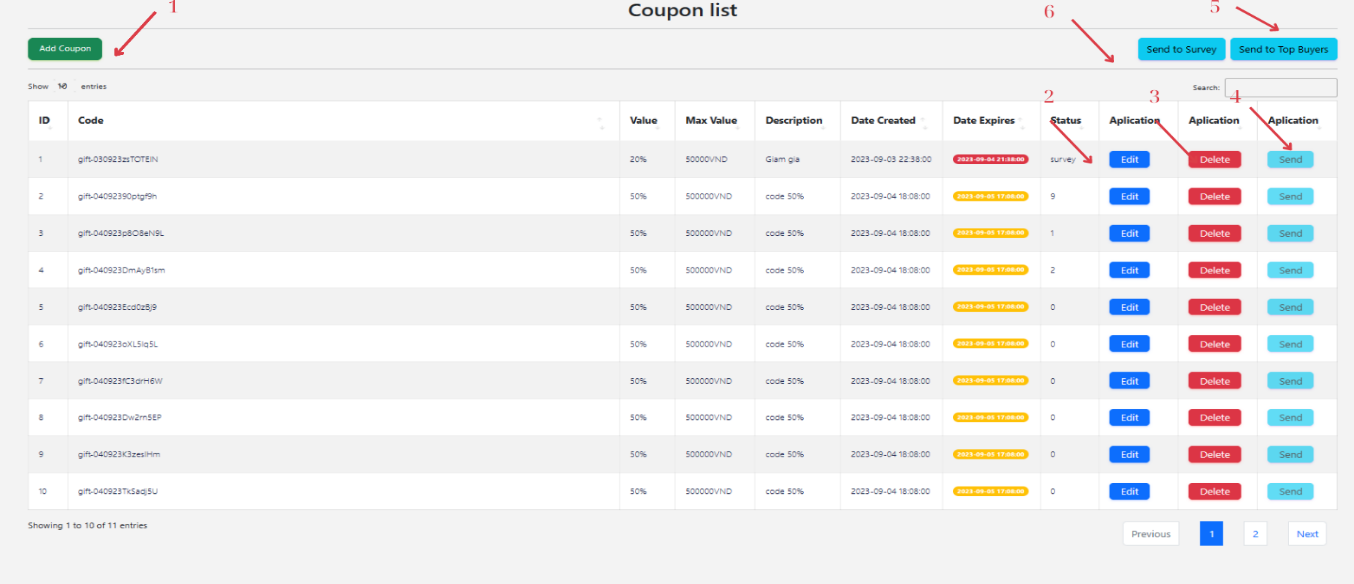 1
Coupon list
6
5
Add Coupon
Send to Survey Send to Top Buyers
Show 10 entries
Search:
2 3 4
ID Code Value Max Value Description Date Created Date Expires Status Aplication Aplication Aplication
1 gift-030923zsTOTEIN 20% 50000VND Giam gia 2023-09-03 22:38:00 2023-09-04 21:38:00 survey Edit Delete Send
2 gift-04092390ptgf9h 50% 500000VND code 50% 2023-09-04 18:08:00 2023-09-05 17:08:00 9 Edit Delete Send
3 gift-040923p8O8eN9L 50% 500000VND code 50% 2023-09-04 18:08:00 2023-09-05 17:08:00 1 Edit Delete Send
4 gift-040923DmAyB1sm 50% 500000VND code 50% 2023-09-04 18:08:00 2023-09-05 17:08:00 2 Edit Delete Send
5 gift-040923Ecd0zBj9 50% 500000VND code 50% 2023-09-04 18:08:00 2023-09-05 17:08:00 0 Edit Delete Send
6 gift-040923oXL5Iq5L 50% 500000VND code 50% 2023-09-04 18:08:00 2023-09-05 17:08:00 0 Edit Delete Send
7 gift-040923fC3drH6W 50% 500000VND code 50% 2023-09-04 18:08:00 2023-09-05 17:08:00 0 Edit Delete Send
8 gift-040923Dw2rn5EP 50% 500000VND code 50% 2023-09-04 18:08:00 2023-09-05 17:08:00 0 Edit Delete Send
9 gift-040923K3zesIHm 50% 500000VND code 50% 2023-09-04 18:08:00 2023-09-05 17:08:00 0 Edit Delete Send
10 gift-040923TkSadj5U 50% 500000VND code 50% 2023-09-04 18:08:00 2023-09-05 17:08:00 0 Edit Delete Send
Showing 1 to 10 of 11 entries
Previous 1 2 Next